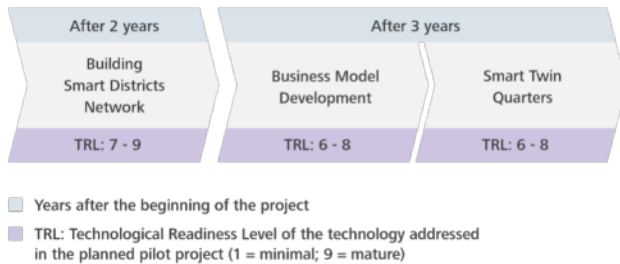 After 2 years
After 3 years
Building
Smart Districts
Network
Business Model
Development
Smart Twin
Quarters
TRL: 7 - 9
TRL: 6 - 8
TRL: 6 - 8
Years after the beginning of the project
TRL: Technological Readiness Level of the technology addressed
in the planned pilot project (1 = minimal; 9 = mature)